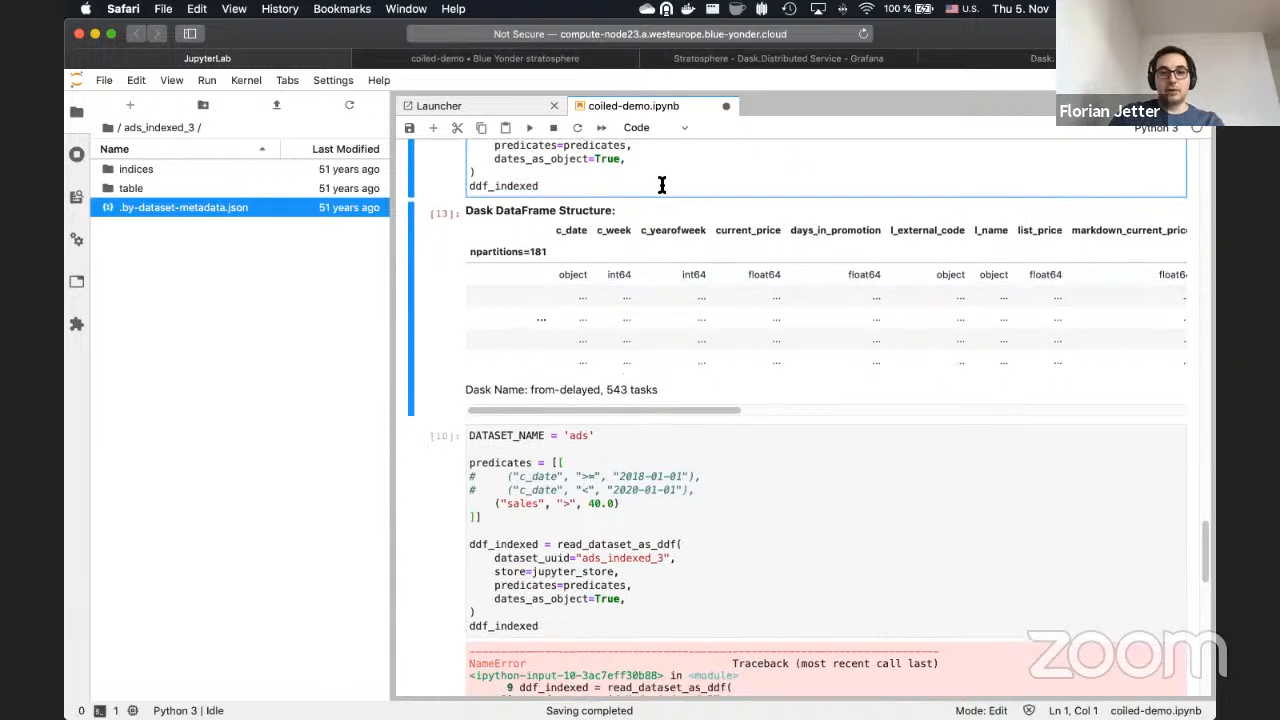 Safari File Edit View History Bookmarks Window Help 100 % U.S. Thu 5. Nov
Not Secure — compute-node23.a.westeurope.blue-yonder.cloud
JupyterLab coiled-demo • Blue Yonder stratosphere Stratosphere - Dask.Distributed Service - Grafana Dask.
Florian Jetter
File Edit View Run Kernel Tabs Settings Help
Launcher coiled-demo.ipynb
/ ads_indexed_3 /
Code Python 3
Name Last Modified
indices 51 years ago
table 51 years ago
.by-dataset-metadata.json 51 years ago
predicates=predicates,
dates_as_object=True,
)
ddf_indexed
[13]: Dask DataFrame Structure:
c_date c_week c_yearofweek current_price days_in_promotion l_external_code l_name list_price markdown_current_price
npartitions=181
object int64 int64 float64 float64 object object float64 float6
... ... ... ... ... ... ... ...
... ... ... ... ... ... ... ... ...
... ... ... ... ... ... ... ...
... ... ... ... ... ... ... ...
Dask Name: from-delayed, 543 tasks
[10]: DATASET_NAME = 'ads'
predicates = [[
# ("c_date", ">=", "2018-01-01"),
# ("c_date", "<", "2020-01-01"),
("sales", ">", 40.0)
]]
ddf_indexed = read_dataset_as_ddf(
dataset_uuid="ads_indexed_3",
store=jupyter_store,
predicates=predicates,
dates_as_object=True,
)
ddf_indexed
NameError Traceback (most recent call last)
<ipython-input-10-3ac7eff30b88> in <module>
9 ddf_indexed = read_dataset_as_ddf(
zoom
0 1 Python 3 | Idle Saving completed Mode: Edit Ln 1, Col 1 coiled-demo.ipynb